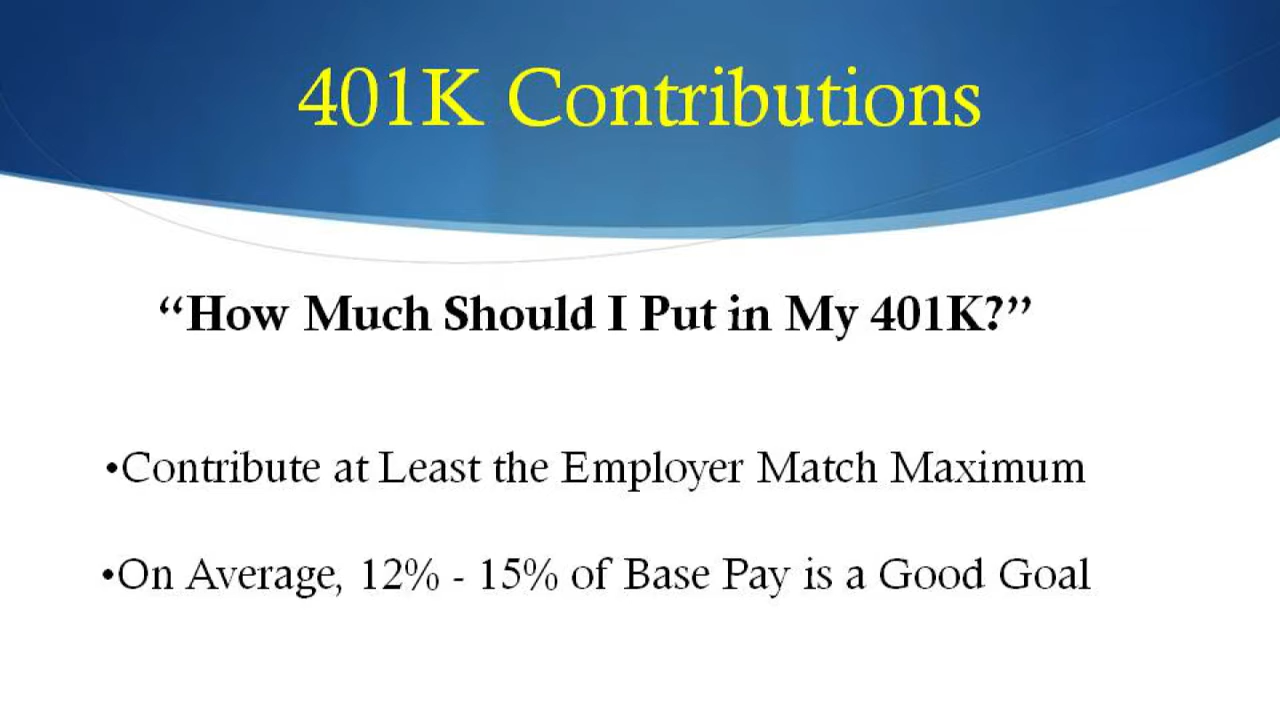 401K Contributions
“How Much Should I Put in My 401K?”
•Contribute at Least the Employer Match Maximum
•On Average, 12% - 15% of Base Pay is a Good Goal